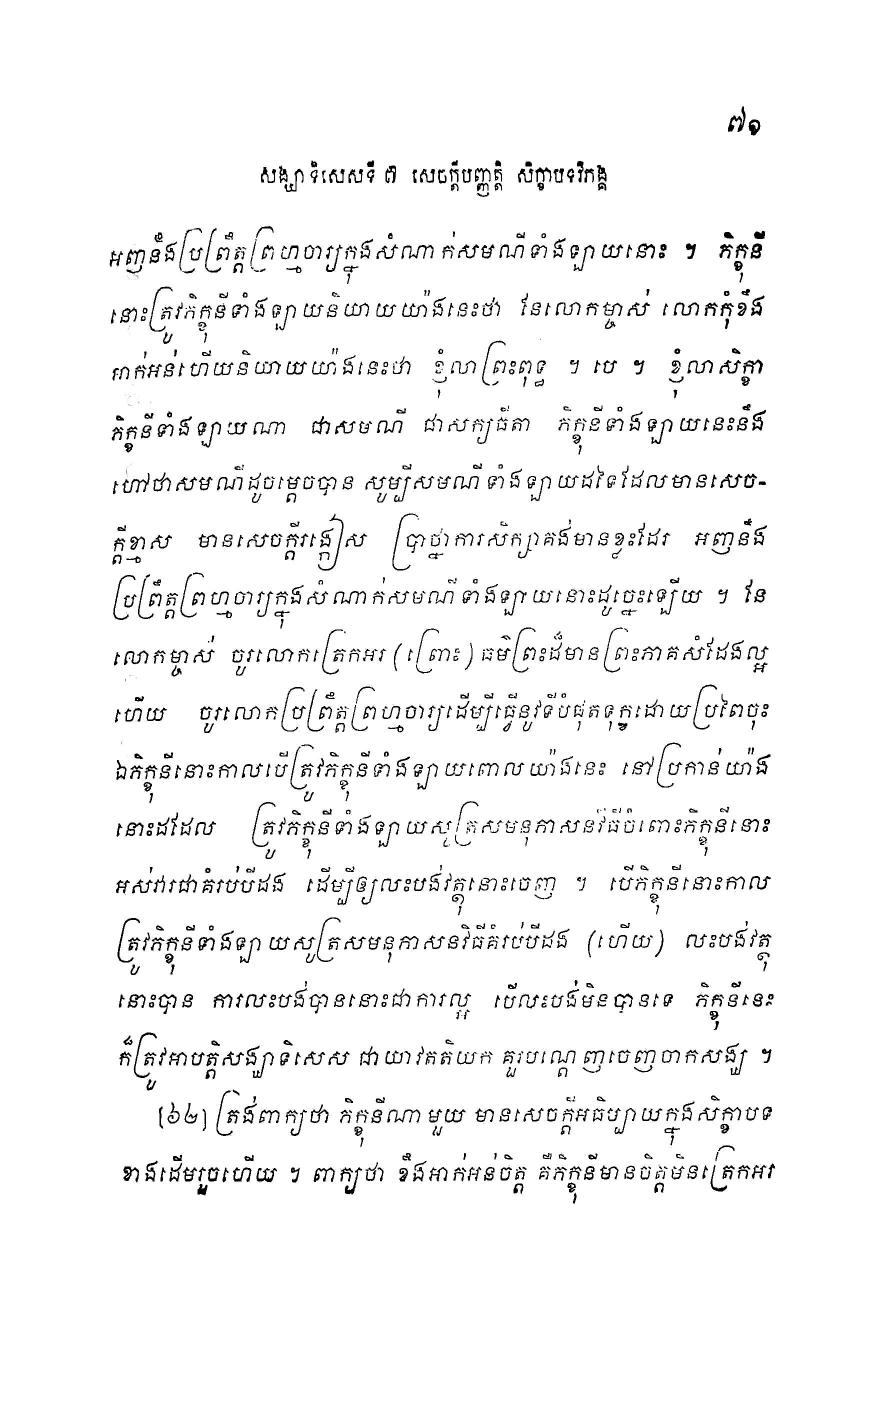 ៧១
សង្ឃាទិសេសទី ៧ សេចក្តីបញ្ញត្តិ សិក្ខាបទវិភង្គ
អញនឹងប្រព្រឹត្តព្រហ្មចារ្យក្នុងសំណាក់សមណីទាំងឡាយនោះ ។ ភិក្ខុនី
នោះត្រូវភិក្ខុនីទាំងឡាយនិយាយយ៉ាងនេះថា នែលោកម្ចាស់ លោកកុំខឹង
អាក់អន់ហើយនិយាយយ៉ាងនេះថា ខ្ញុំលាព្រះពុទ្ធ ។ បេ ។ ខ្ញុំលាសិក្ខា
ភិក្ខុនីទាំងឡាយណា ជាសមណី ជាសក្យធីតា ភិក្ខុនីទាំងឡាយនេះនឹង
ហៅថាសមណីដូចម្តេចបាន សូម្បីសមណីទាំងឡាយដទៃដែលមានសេច-
ក្តីខ្មាស មានសេចក្តីរង្កៀស ប្រាថ្នាការសិក្សាគង់មានខ្លះដែរ អញនឹង
ប្រព្រឹត្តព្រហ្មចារ្យក្នុងសំណាក់សមណីទាំងឡាយនោះដូច្នេះឡើយ ។ នែ
លោកម្ចាស់ ចូរលោកត្រេកអរ (ព្រោះ) ធម៌ព្រះដ៏មានព្រះភាគសំដែងល្អ
ហើយ ចូរលោកប្រព្រឹត្តព្រហ្មចារ្យដើម្បីធ្វើនូវទីបំផុតទុក្ខដោយប្រពៃចុះ
ឯភិក្ខុនីនោះកាលបើត្រូវភិក្ខុនីទាំងឡាយពោលយ៉ាងនេះ នៅប្រកាន់យ៉ាង
នោះដដែល ត្រូវភិក្ខុនីទាំងឡាយសូត្រសមនុភាសនវិធីចំពោះភិក្ខុនីនោះ
អស់វារជាគំរប់បីដង ដើម្បីឲ្យលះបង់វត្ថុនោះចេញ ។ បើភិក្ខុនីនោះកាល
ត្រូវភិក្ខុនីទាំងឡាយសូត្រសមនុភាសនវិធីគំរប់បីដង (ហើយ) លះបង់វត្ថុ
នោះបាន ការលះបង់បាននោះជាការល្អ បើលះបង់មិនបានទេ ភិក្ខុនីនេះ
ក៏ត្រូវអាបត្តិសង្ឃាទិសេស ជាយាវតតិយក គួរបណ្តេញចេញចាកសង្ឃ ។
[៦២] ត្រង់ពាក្យថា ភិក្ខុនីណាមួយ មានសេចក្តីអធិប្បាយក្នុងសិក្ខាបទ
ខាងដើមរួចហើយ ។ ពាក្យថា ខឹងអាក់អន់ចិត្ត គឺភិក្ខុនីមានចិត្តមិនត្រេកអរ